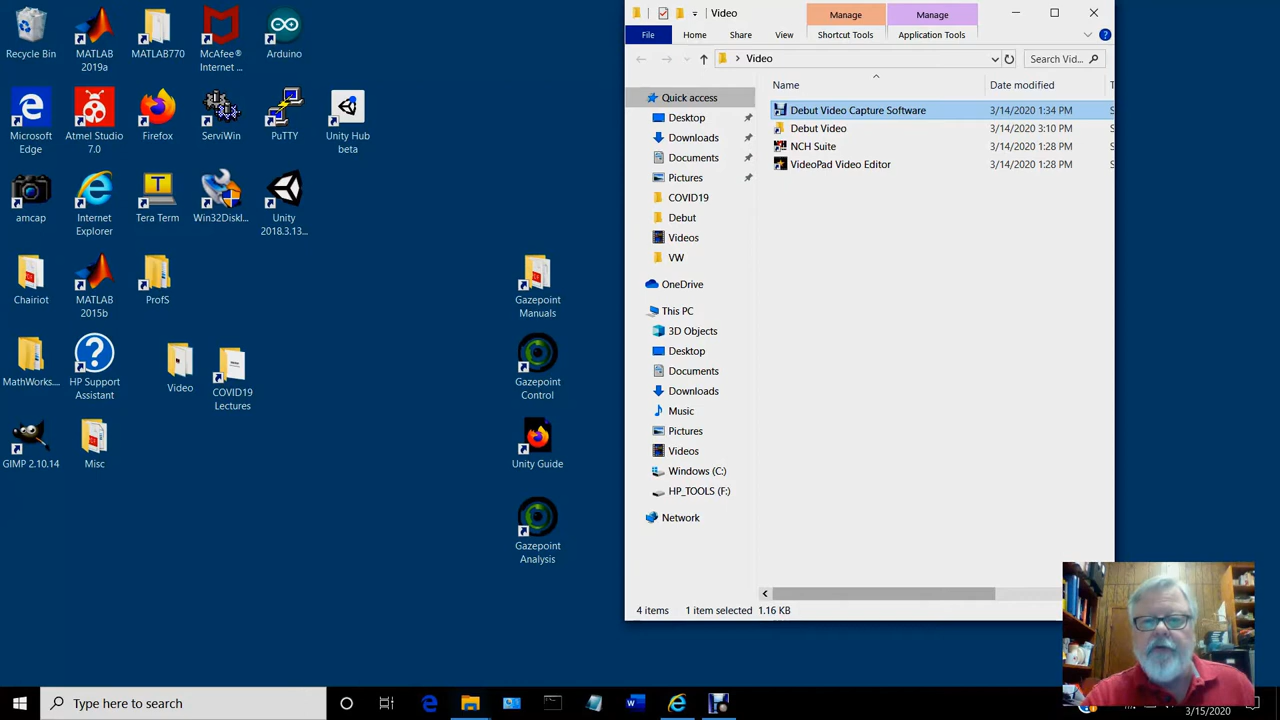 Recycle Bin
MATLAB
2019a
MATLAB770
McAfee®
Internet ...
Arduino
Microsoft
Edge
Atmel Studio
7.0
Firefox
ServiWin
PuTTY
Unity Hub
beta
amcap
Internet
Explorer
Tera Term
Win32DiskI...
Unity
2018.3.13...
Chairiot
MATLAB
2015b
ProfS
Gazepoint
Manuals
MathWorks...
HP Support
Assistant
Video
COVID19
Lectures
Gazepoint
Control
GIMP 2.10.14
Misc
Unity Guide
Gazepoint
Analysis
Video
Manage
Manage
File
Home
Share
View
Shortcut Tools
Application Tools
Video
Search Vid...
Name
Date modified
Quick access
Desktop
Downloads
Documents
Pictures
COVID19
Debut
Videos
VW
OneDrive
This PC
3D Objects
Desktop
Documents
Downloads
Music
Pictures
Videos
Windows (C:)
HP_TOOLS (F:)
Network
Debut Video Capture Software 3/14/2020 1:34 PM S
Debut Video 3/14/2020 3:10 PM S
NCH Suite 3/14/2020 1:28 PM S
VideoPad Video Editor 3/14/2020 1:28 PM S
4 items 1 item selected 1.16 KB
Type here to search
3/15/2020